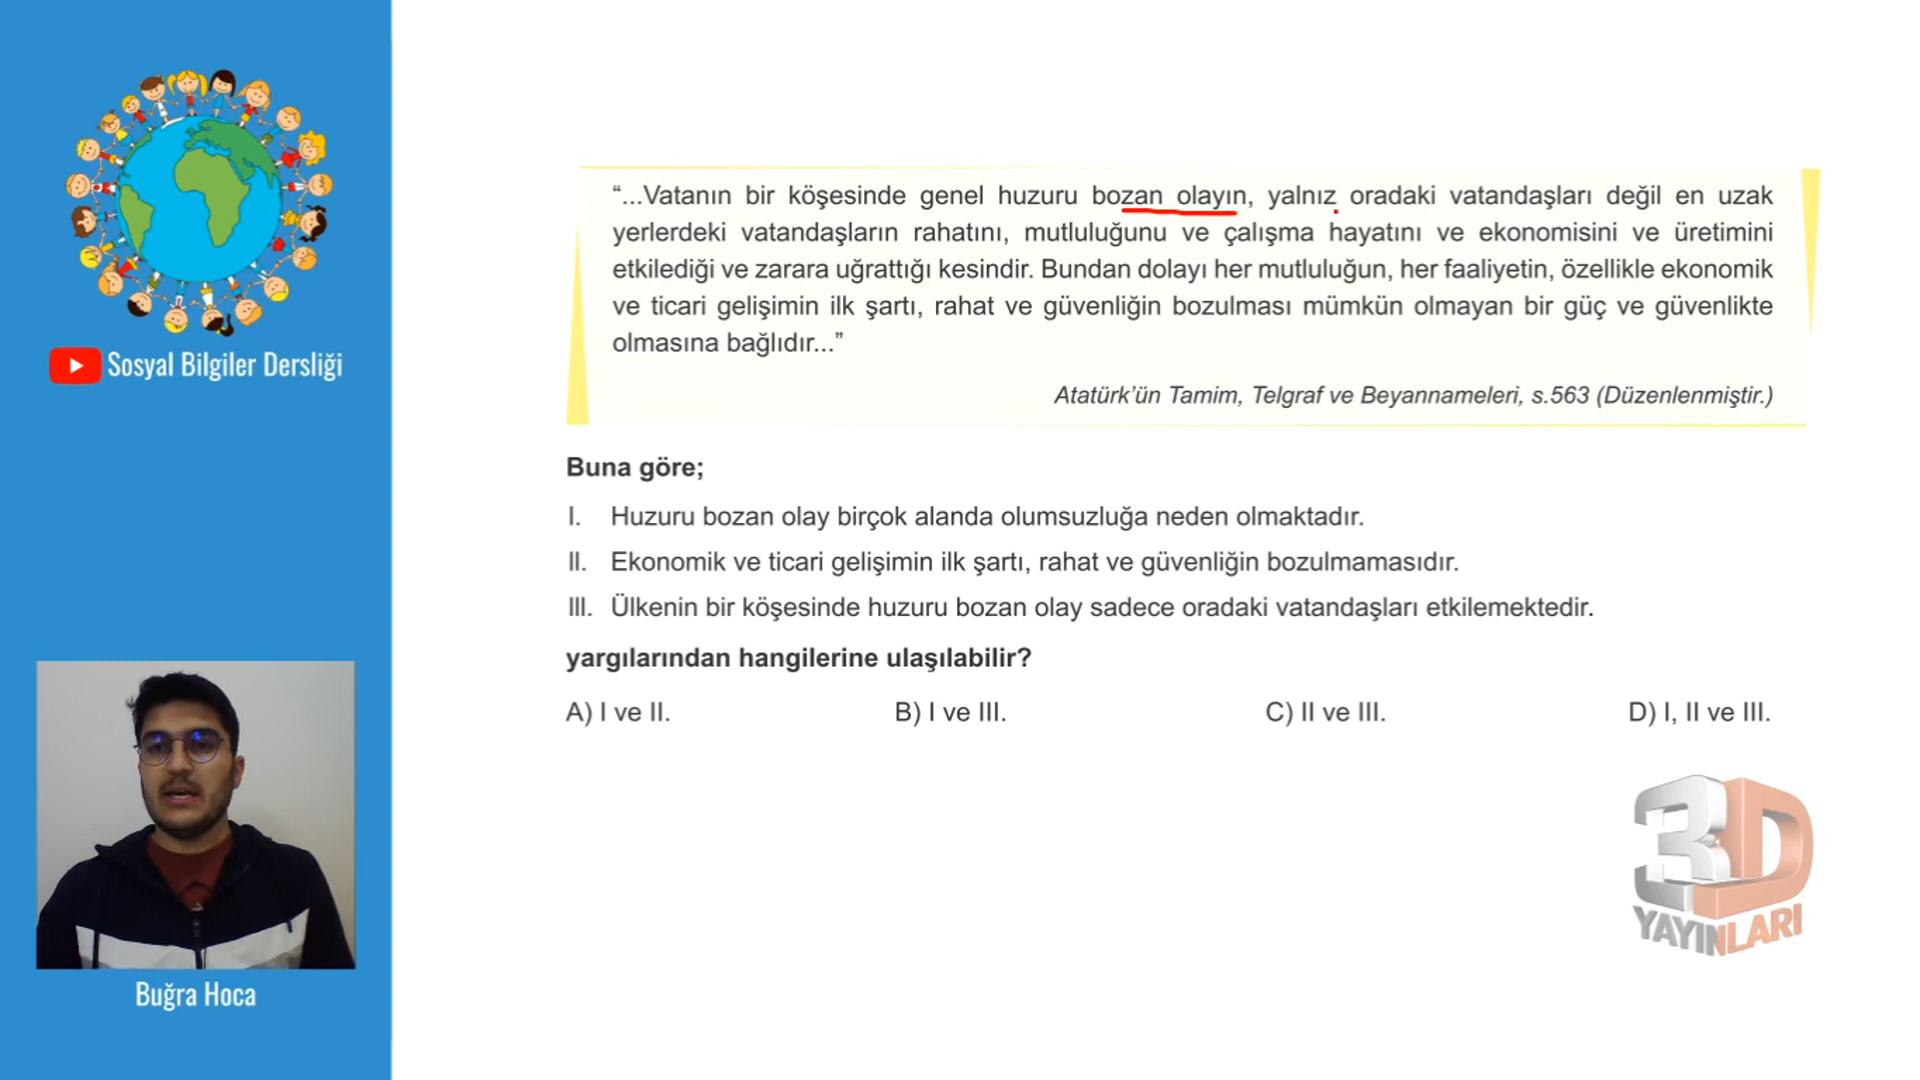 Sosyal Bilgiler Dersliği
Buğra Hoca
“...Vatanın bir köşesinde genel huzuru bozan olayın, yalnız oradaki vatandaşları değil en uzak
yerlerdeki vatandaşların rahatını, mutluluğunu ve çalışma hayatını ve ekonomisini ve üretimini
etkilediği ve zarara uğrattığı kesindir. Bundan dolayı her mutluluğun, her faaliyetin, özellikle ekonomik
ve ticari gelişimin ilk şartı, rahat ve güvenliğin bozulması mümkün olmayan bir güç ve güvenlikte
olmasına bağlıdır...”
Atatürk’ün Tamim, Telgraf ve Beyannameleri, s.563 (Düzenlenmiştir.)
Buna göre;
I. Huzuru bozan olay birçok alanda olumsuzluğa neden olmaktadır.
II. Ekonomik ve ticari gelişimin ilk şartı, rahat ve güvenliğin bozulmamasıdır.
III. Ülkenin bir köşesinde huzuru bozan olay sadece oradaki vatandaşları etkilemektedir.
yargılarından hangilerine ulaşılabilir?
A) I ve II. B) I ve III. C) II ve III. D) I, II ve III.
3D
YAYINLARI